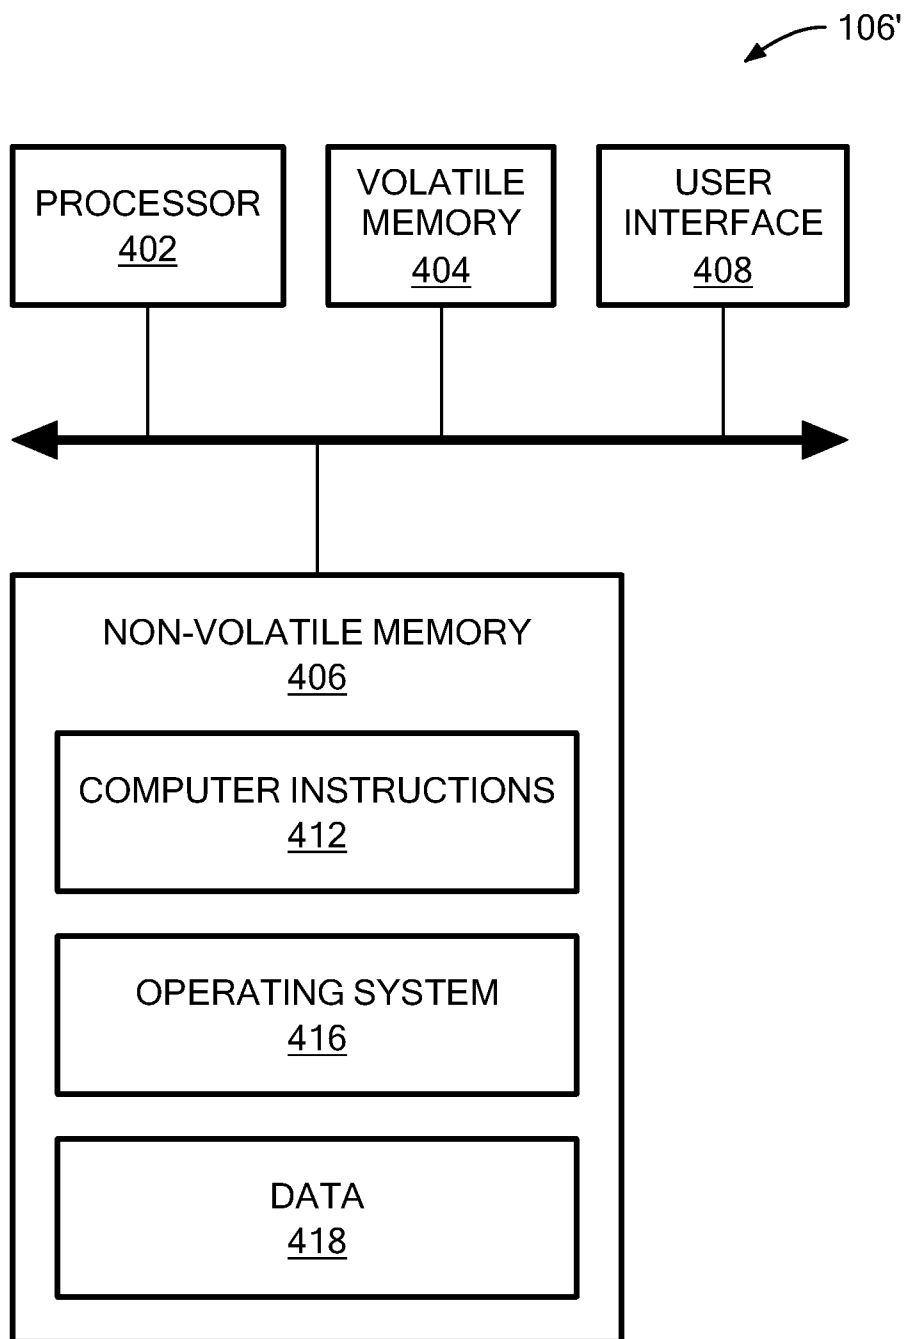 106'
PROCESSOR
402
VOLATILE
MEMORY
404
USER
INTERFACE
408
NON-VOLATILE MEMORY
406
COMPUTER INSTRUCTIONS
412
OPERATING SYSTEM
416
DATA
418